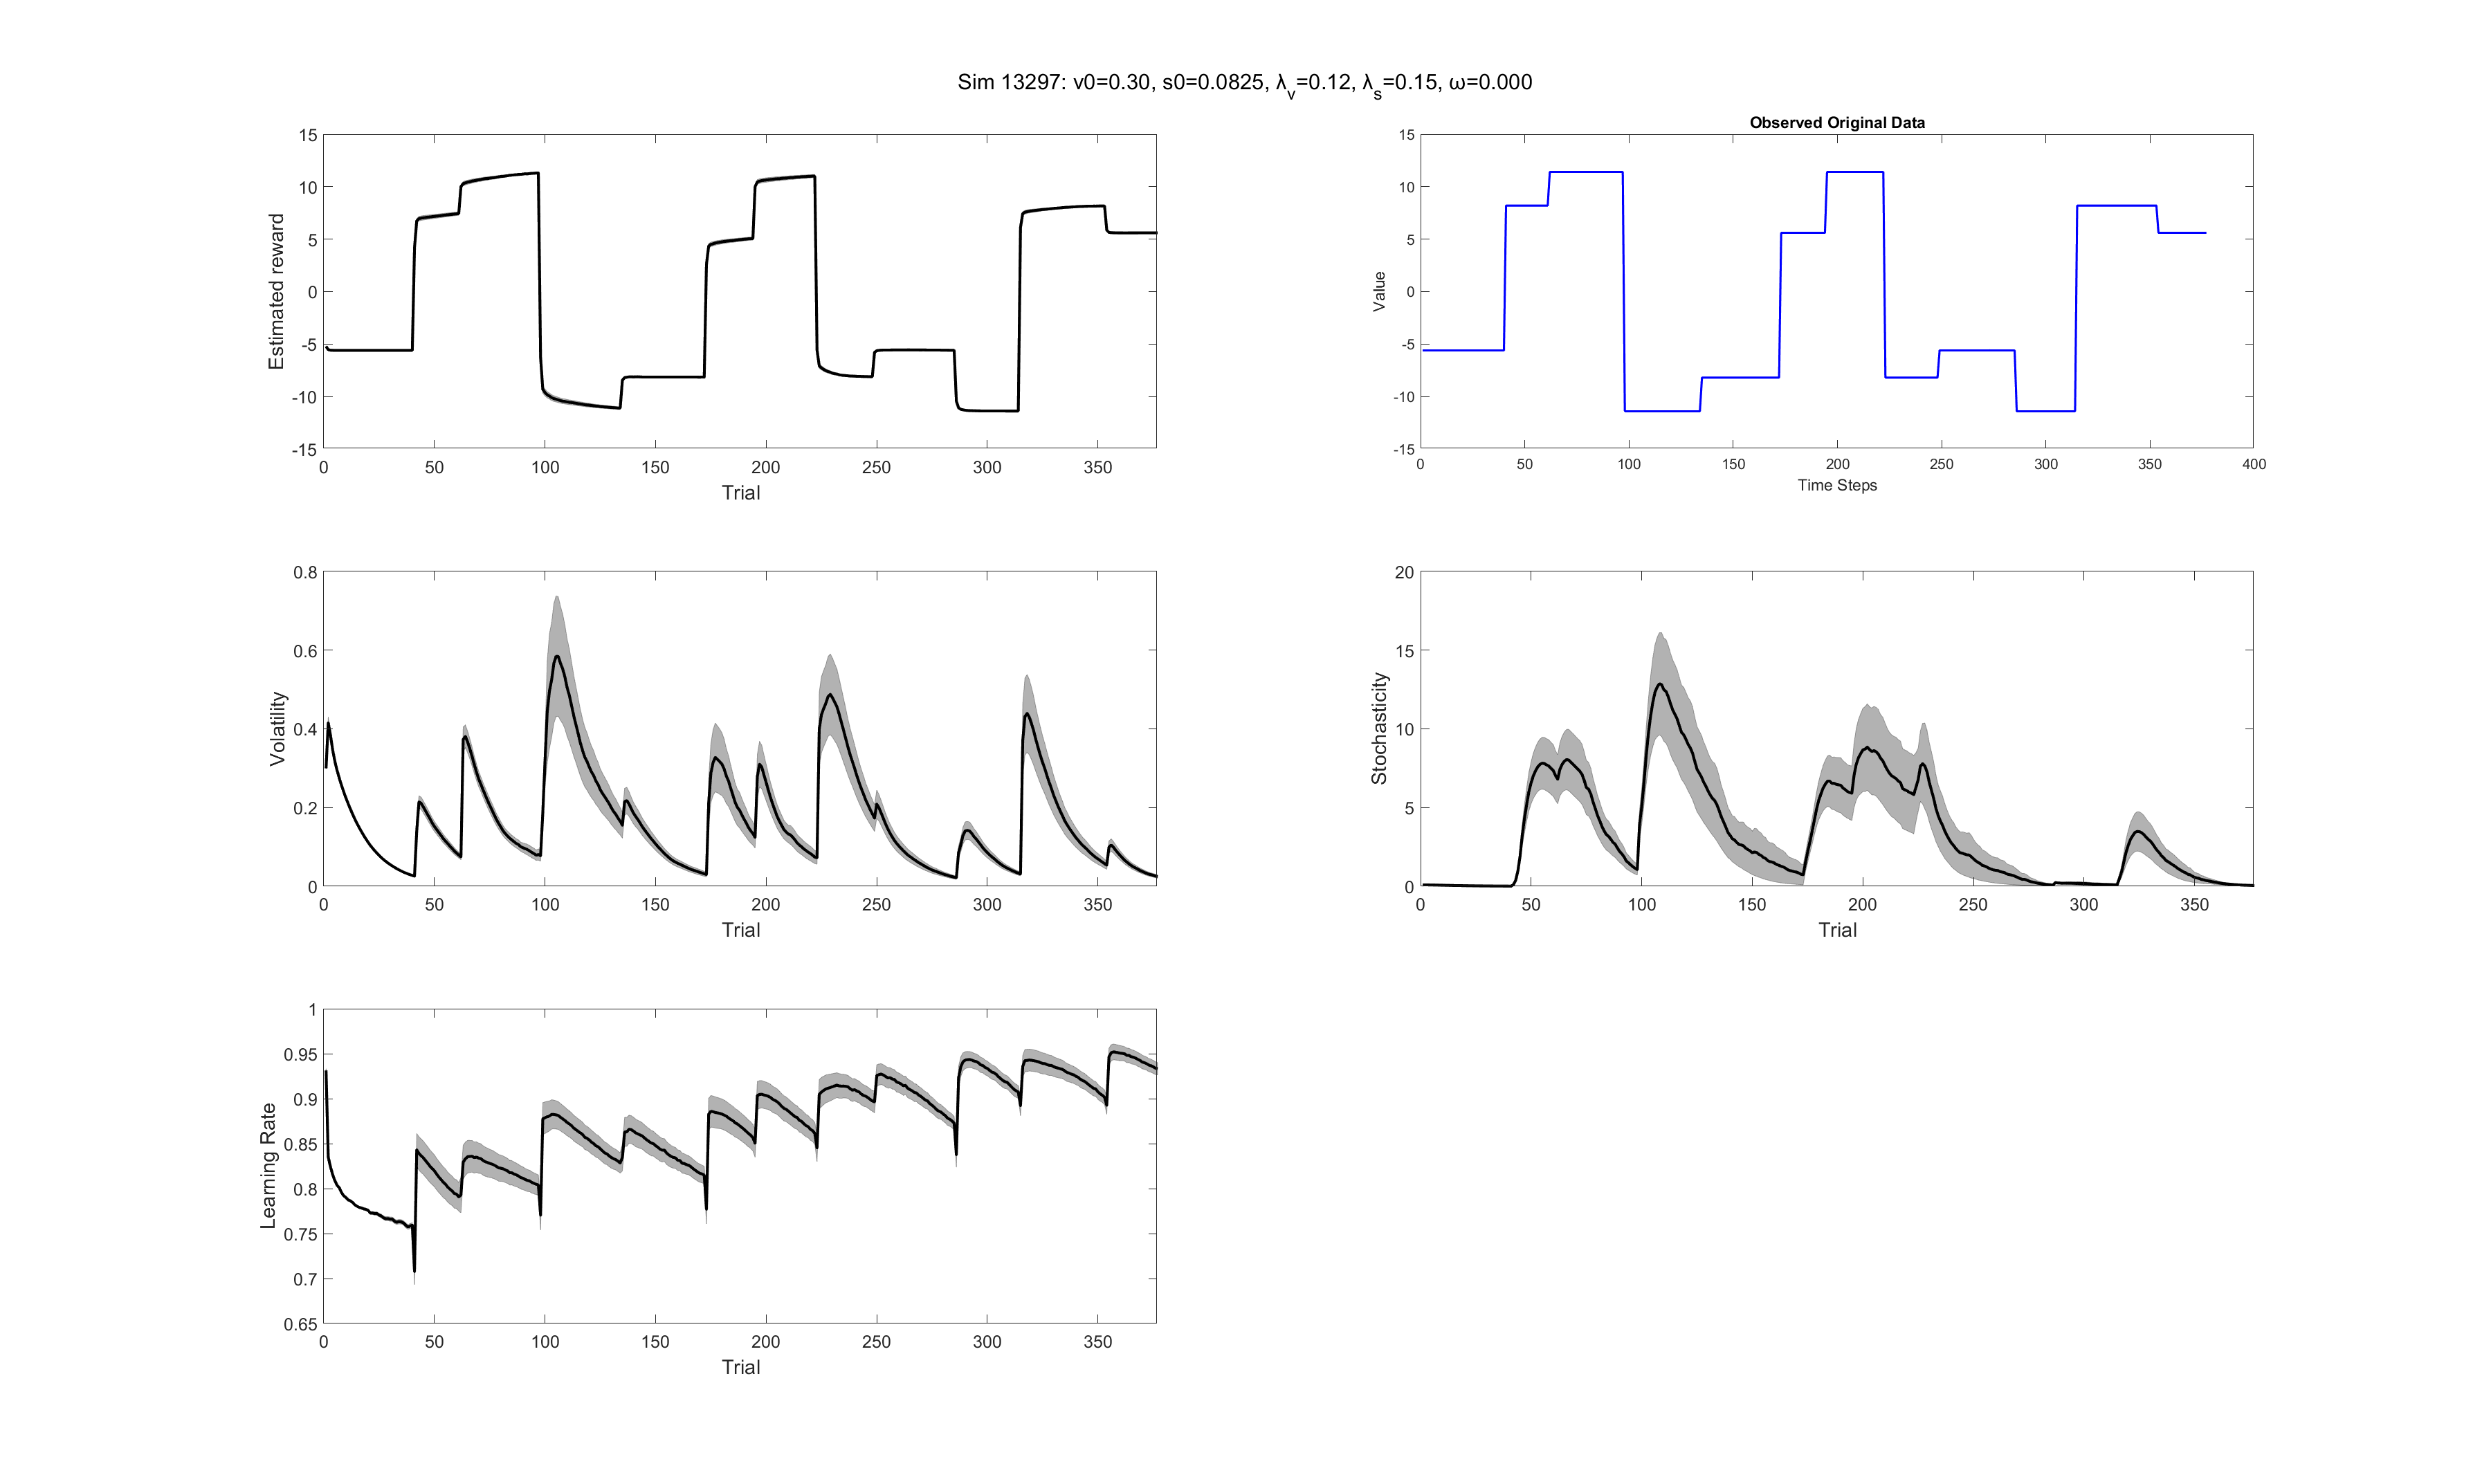 Sim 13297: v0=0.30, s0=0.0825, λv=0.12, λs=0.15, ω=0.000
15
10
5
0
-5
-10
-15
Estimated reward
0 50 100 150 200 250 300 350
Trial
Observed Original Data
15
10
5
0
-5
-10
-15
Value
0 50 100 150 200 250 300 350 400
Time Steps
0.8
0.6
0.4
0.2
0
Volatility
0 50 100 150 200 250 300 350
Trial
20
15
10
5
0
Stochasticity
0 50 100 150 200 250 300 350
Trial
1
0.95
0.9
0.85
0.8
0.75
0.7
0.65
Learning Rate
0 50 100 150 200 250 300 350
Trial